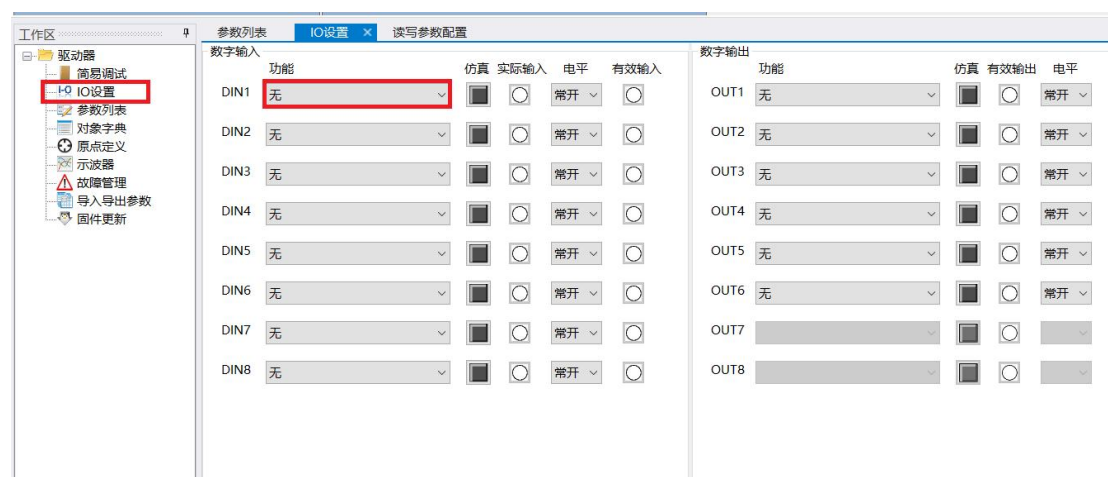 工作区
参数列表 IO设置 × 读写参数配置
驱动器
简易调试
I-O IO设置
参数列表
对象字典
原点定义
示波器
故障管理
导入导出参数
固件更新
数字输入
功能 仿真 实际输入 电平 有效输入
DIN1 无 常开
DIN2 无 常开
DIN3 无 常开
DIN4 无 常开
DIN5 无 常开
DIN6 无 常开
DIN7 无 常开
DIN8 无 常开
数字输出
功能 仿真 有效输出 电平
OUT1 无 常开
OUT2 无 常开
OUT3 无 常开
OUT4 无 常开
OUT5 无 常开
OUT6 无 常开
OUT7
OUT8